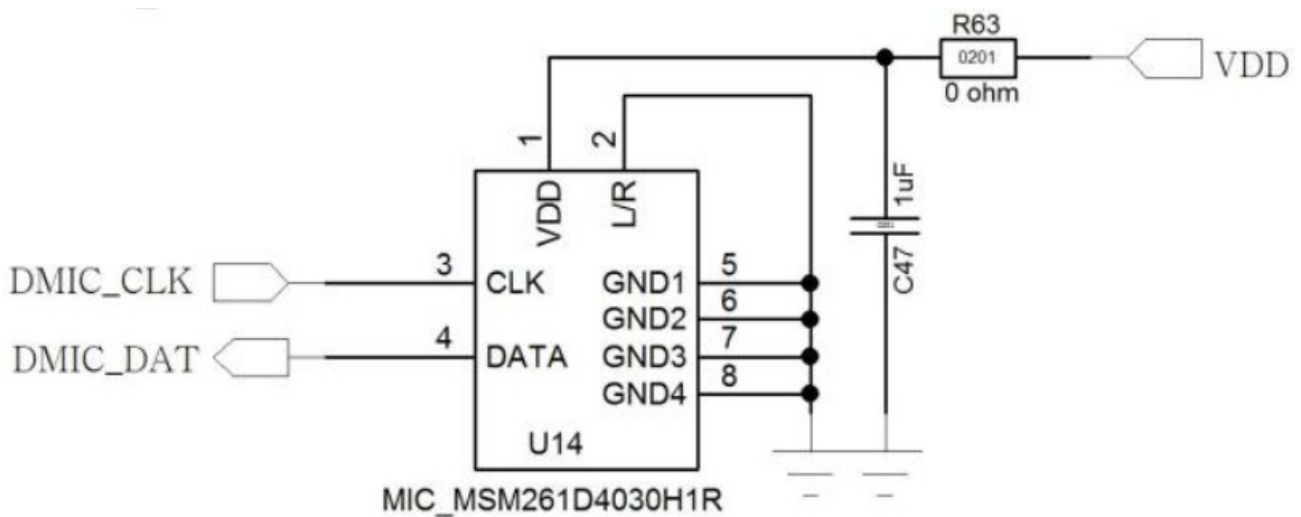 R63
0201
0 ohm
VDD
1
2
VDD
L/R
1uF
C47
DMIC_CLK
3
CLK
GND1
5
GND2
6
DMIC_DAT
4
DATA
GND3
7
GND4
8
U14
MIC_MSM261D4030H1R